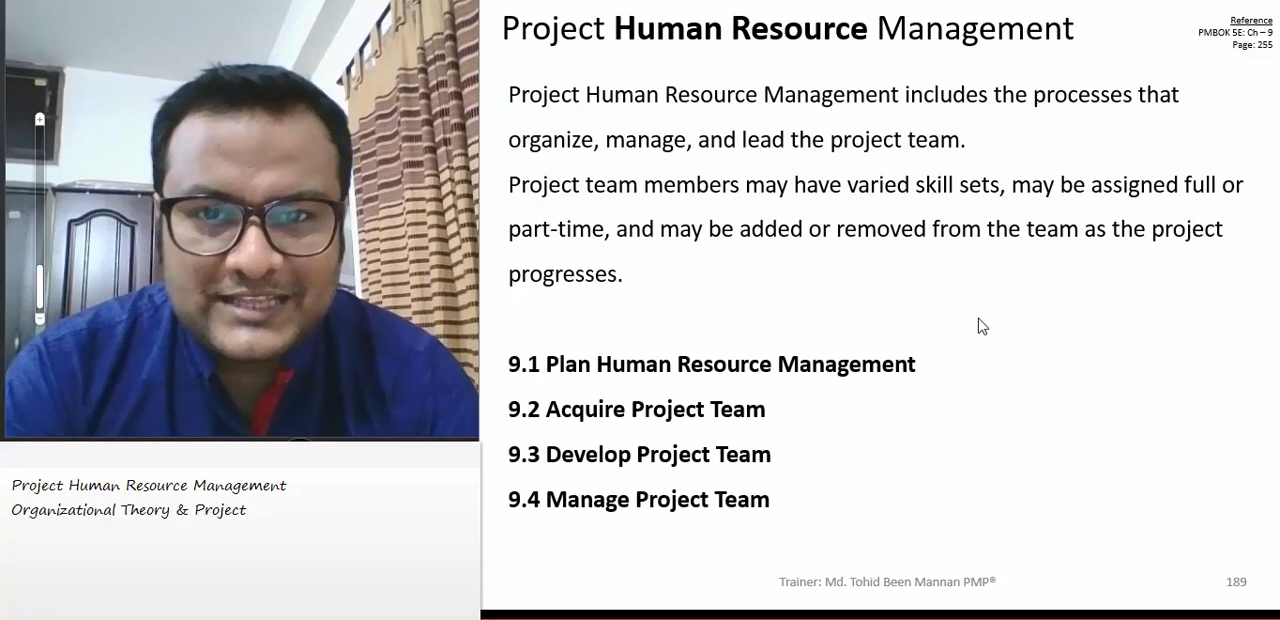 Project Human Resource Management
Reference
PMBOK 5E: Ch – 9
Page: 255
Project Human Resource Management includes the processes that
organize, manage, and lead the project team.
Project team members may have varied skill sets, may be assigned full or
part-time, and may be added or removed from the team as the project
progresses.
9.1 Plan Human Resource Management
9.2 Acquire Project Team
9.3 Develop Project Team
9.4 Manage Project Team
Project Human Resource Management
Organizational Theory & Project
Trainer: Md. Tohid Been Mannan PMP®
189